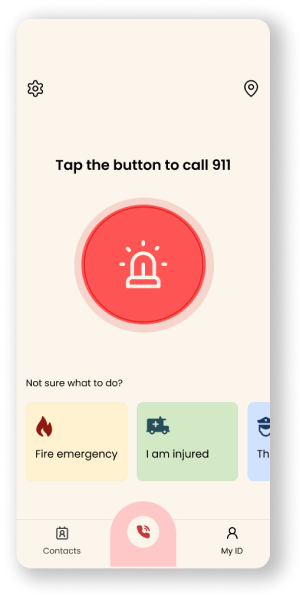 Tap the button to call 911
Not sure what to do?
Fire emergency
I am injured
Th
Contacts
My ID